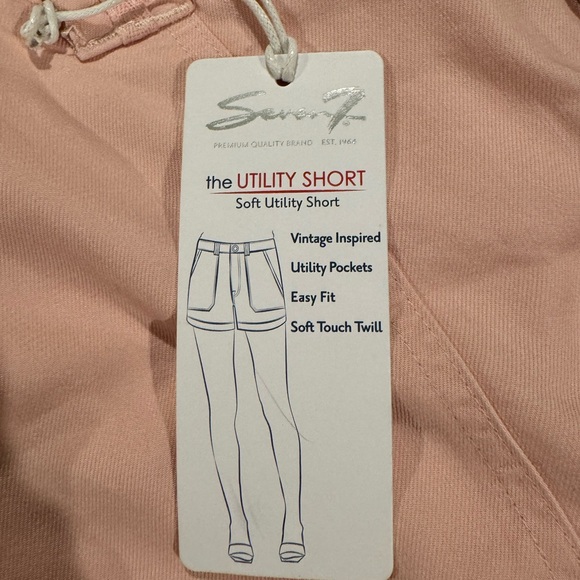 Seven7
PREMIUM QUALITY BRAND EST. 1964
the UTILITY SHORT
Soft Utility Short
Vintage Inspired
Utility Pockets
Easy Fit
Soft Touch Twill